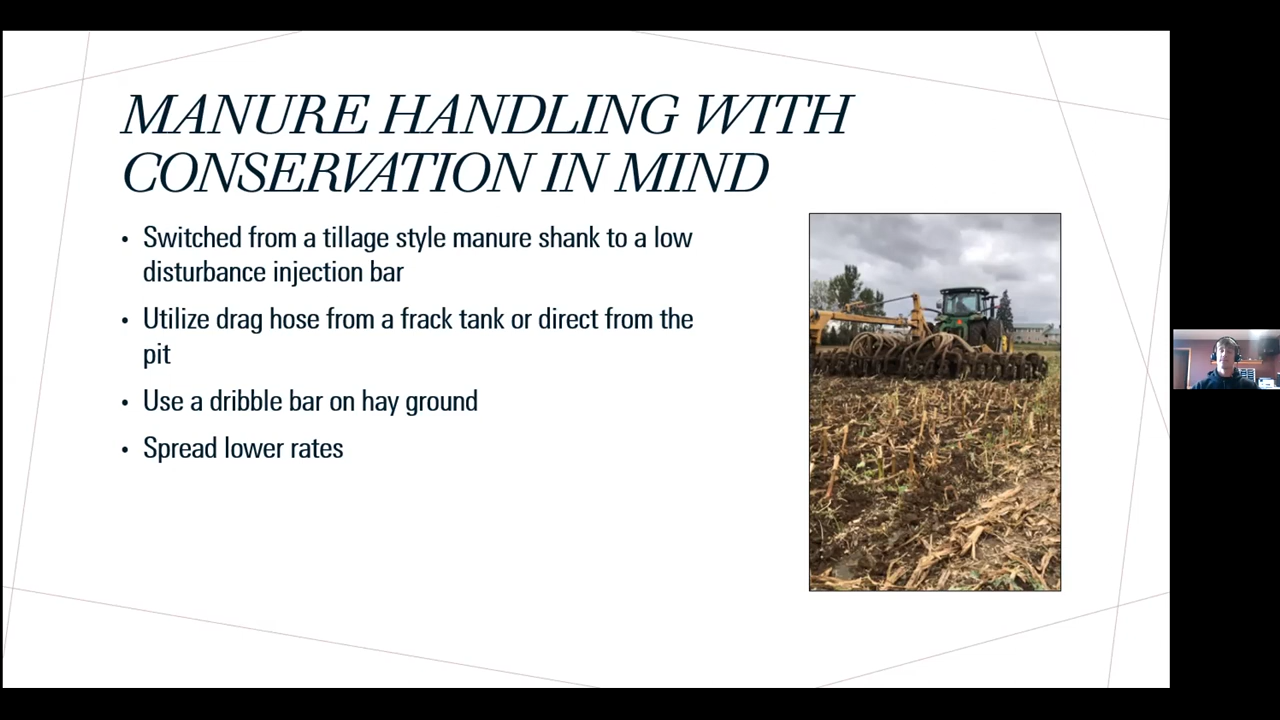 MANURE HANDLING WITH
CONSERVATION IN MIND
• Switched from a tillage style manure shank to a low
disturbance injection bar
• Utilize drag hose from a frack tank or direct from the
pit
• Use a dribble bar on hay ground
• Spread lower rates